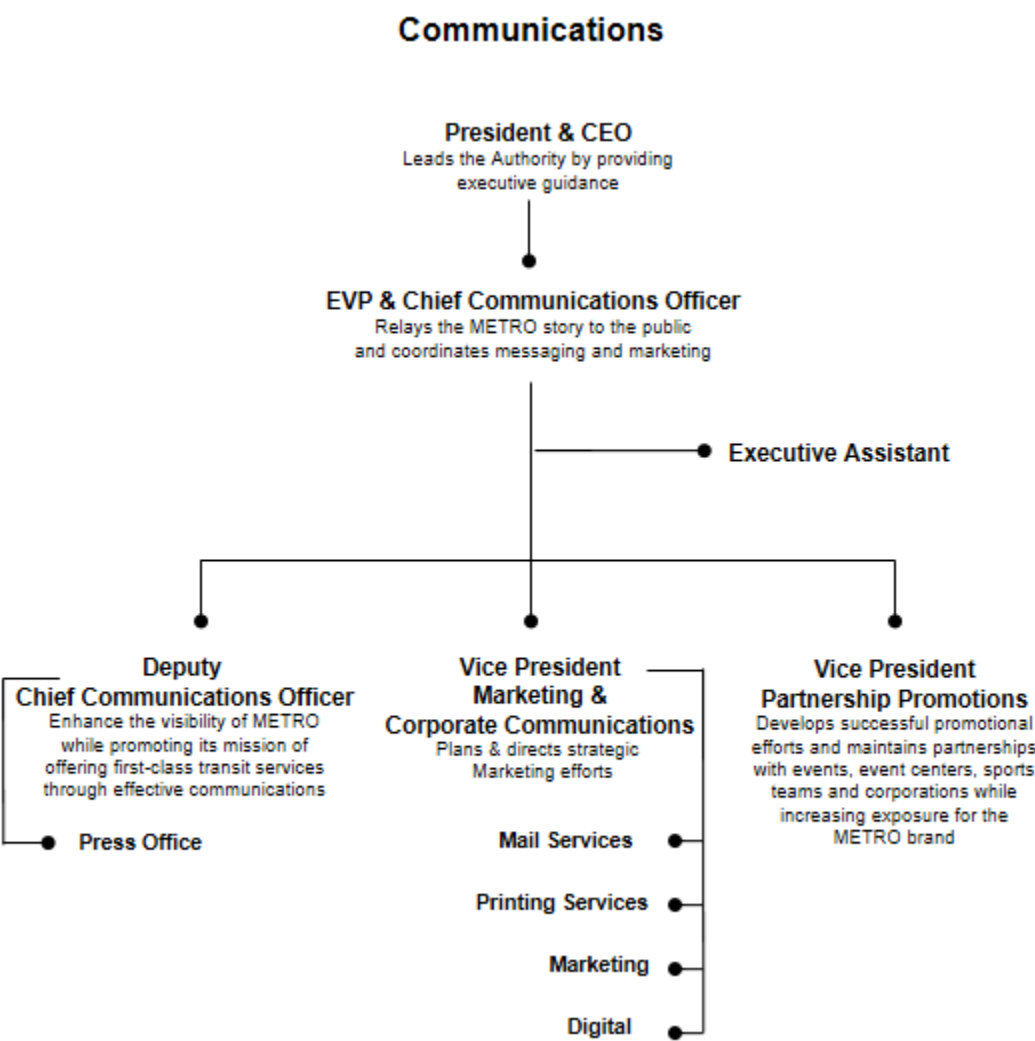 Communications
President & CEO
Leads the Authority by providing
executive guidance
EVP & Chief Communications Officer
Relays the METRO story to the public
and coordinates messaging and marketing
Executive Assistant
Deputy
Chief Communications Officer
Enhance the visibility of METRO
while promoting its mission of
offering first-class transit services
through effective communications
Press Office
Vice President
Marketing &
Corporate Communications
Plans & directs strategic
Marketing efforts
Mail Services
Printing Services
Marketing
Digital
Vice President
Partnership Promotions
Develops successful promotional
efforts and maintains partnerships
with events, event centers, sports
teams and corporations while
increasing exposure for the
METRO brand